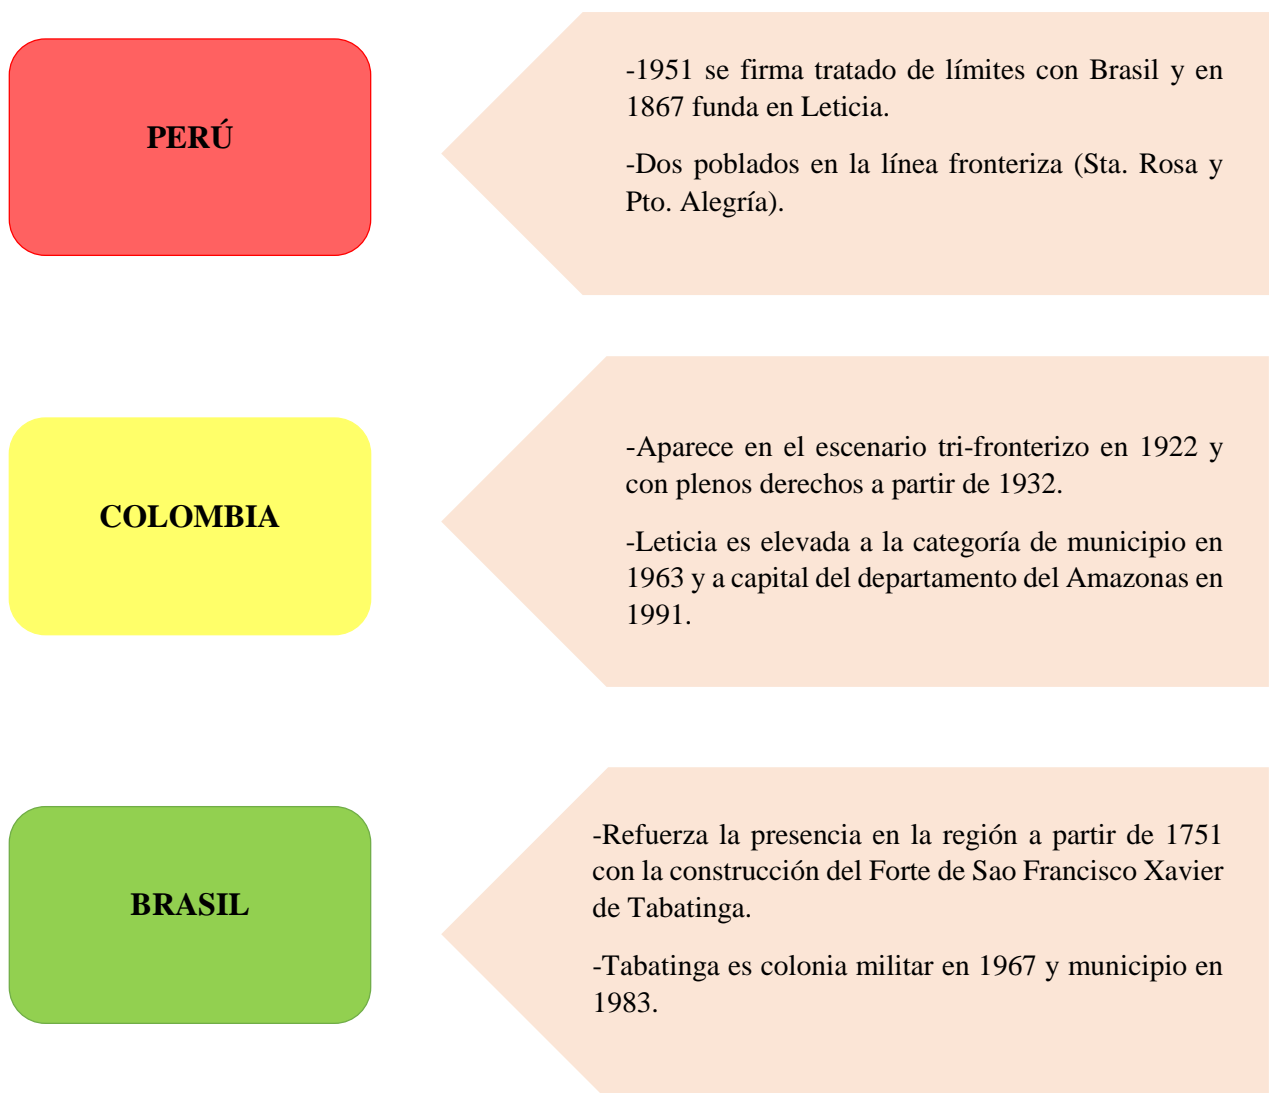 PERÚ
-1951 se firma tratado de límites con Brasil y en
1867 funda en Leticia.
-Dos poblados en la línea fronteriza (Sta. Rosa y
Pto. Alegría).
COLOMBIA
-Aparece en el escenario tri-fronterizo en 1922 y
con plenos derechos a partir de 1932.
-Leticia es elevada a la categoría de municipio en
1963 y a capital del departamento del Amazonas en
1991.
BRASIL
-Refuerza la presencia en la región a partir de 1751
con la construcción del Forte de Sao Francisco Xavier
de Tabatinga.
-Tabatinga es colonia militar en 1967 y municipio en
1983.